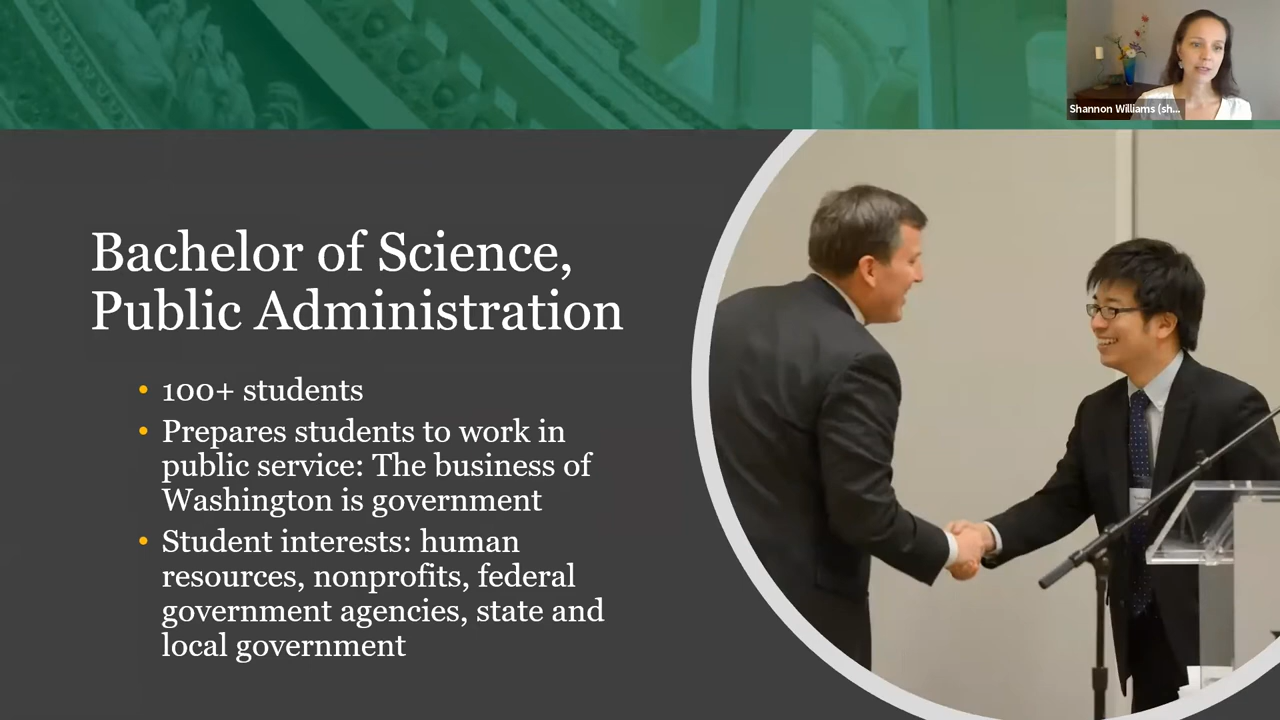 Shannon Williams (sh...
Bachelor of Science,
Public Administration
• 100+ students
• Prepares students to work in
public service: The business of
Washington is government
• Student interests: human
resources, nonprofits, federal
government agencies, state and
local government